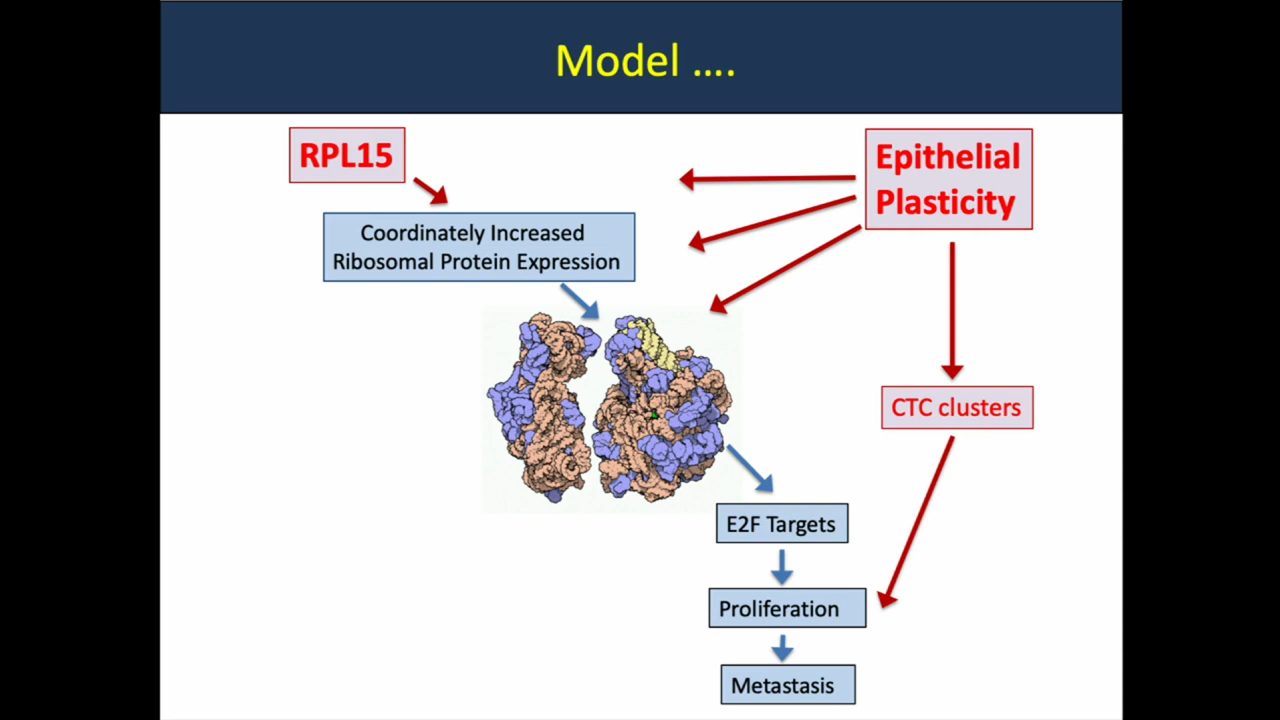 Model ....
RPL15
Epithelial
Plasticity
Coordinately Increased
Ribosomal Protein Expression
CTC clusters
E2F Targets
Proliferation
Metastasis